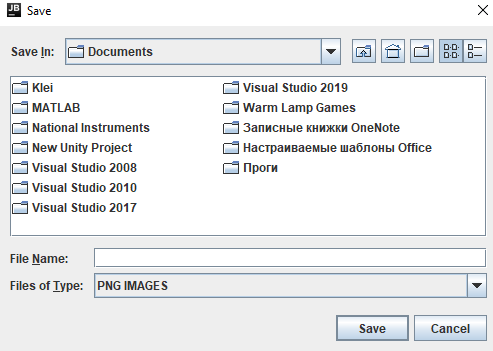 JB Save
Save In: Documents
Klei
MATLAB
National Instruments
New Unity Project
Visual Studio 2008
Visual Studio 2010
Visual Studio 2017
Visual Studio 2019
Warm Lamp Games
Записные книжки OneNote
Настраиваемые шаблоны Office
Проги
File Name:
Files of Type: PNG IMAGES
Save Cancel